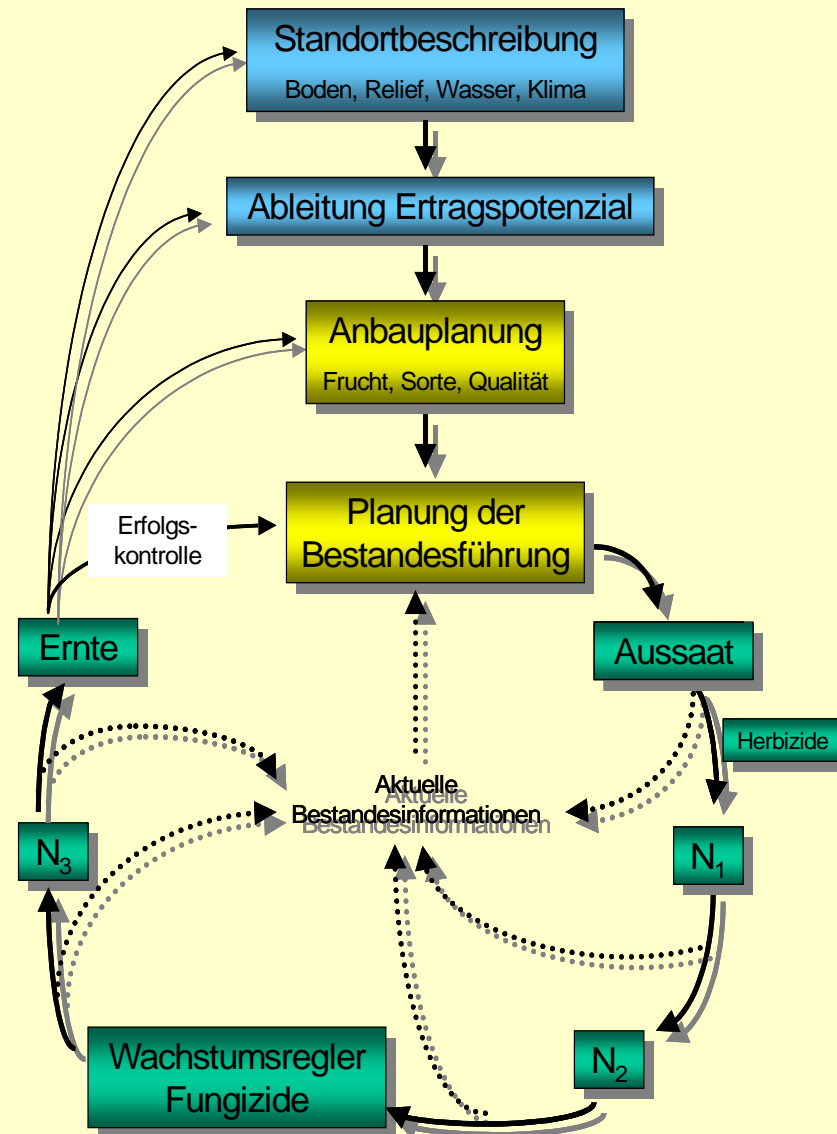 Standortbeschreibung
Boden, Relief, Wasser, Klima
Ableitung Ertragspotenzial
Anbauplanung
Frucht, Sorte, Qualität
Planung der
Bestandesführung
Erfolgs-
kontrolle
Ernte
Aussaat
Herbizide
Aktuelle
Bestandesinformationen
N₃
N₁
Wachstumsregler
Fungizide
N₂